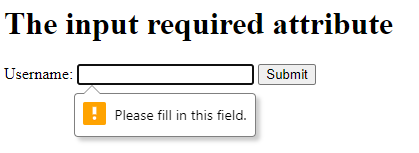 The input required attribute
Username: Submit
Please fill in this field.